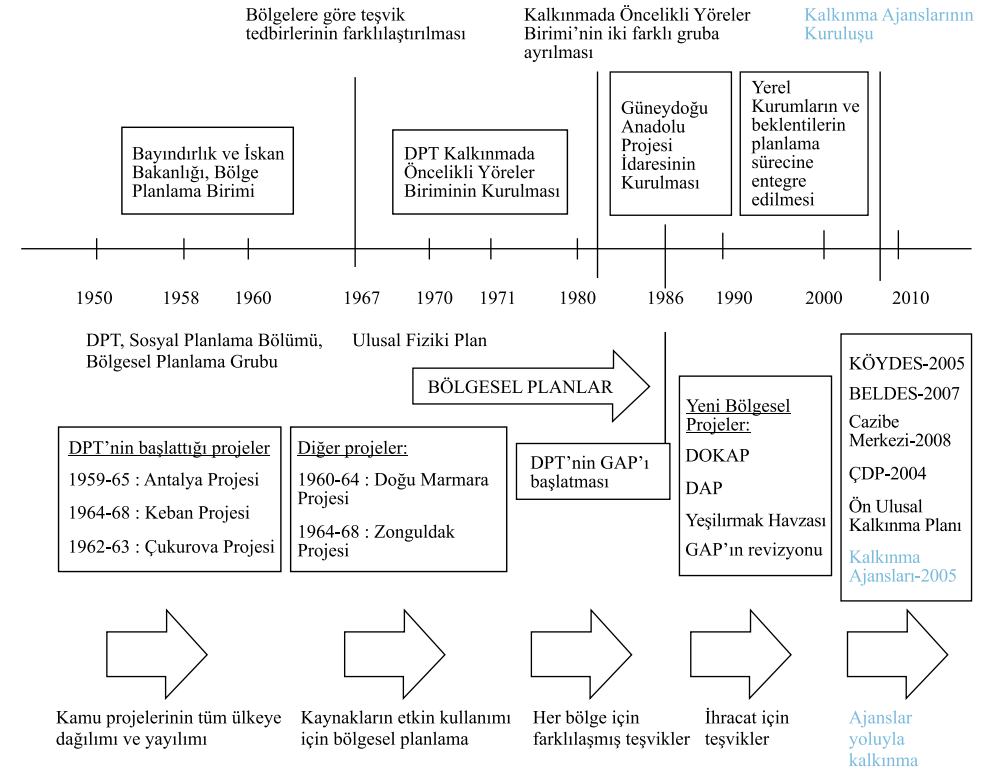 Bölgelere göre teşvik
tedbirlerinin farklılaştırılması
Kalkınmada Öncelikli Yöreler
Birimi’nin iki farklı gruba
ayrılması
Kalkınma Ajanslarının
Kuruluşu
Bayındırlık ve İskan
Bakanlığı, Bölge
Planlama Birimi
DPT Kalkınmada
Öncelikli Yöreler
Biriminin Kurulması
Güneydoğu
Anadolu
Projesi
İdaresinin
Kurulması
Yerel
Kurumların ve
beklentilerin
planlama
sürecine
entegre
edilmesi
1950 1958 1960 1967 1970 1971 1980 1986 1990 2000 2010
DPT, Sosyal Planlama Bölümü,
Bölgesel Planlama Grubu
Ulusal Fiziki Plan
BÖLGESEL PLANLAR
DPT’nin başlattığı projeler
1959-65 : Antalya Projesi
1964-68 : Keban Projesi
1962-63 : Çukurova Projesi
Diğer projeler:
1960-64 : Doğu Marmara
Projesi
1964-68 : Zonguldak
Projesi
DPT’nin GAP’ı
başlatması
Yeni Bölgesel
Projeler:
DOKAP
DAP
Yeşilırmak Havzası
GAP’ın revizyonu
KÖYDES-2005
BELDES-2007
Cazibe
Merkezi-2008
ÇDP-2004
Ön Ulusal
Kalkınma Planı
Kalkınma
Ajansları-2005
Kamu projelerinin tüm ülkeye
dağılımı ve yayılımı
Kaynakların etkin kullanımı
için bölgesel planlama
Her bölge için
farklılaşmış teşvikler
İhracat için
teşvikler
Ajanslar
yoluyla
kalkınma